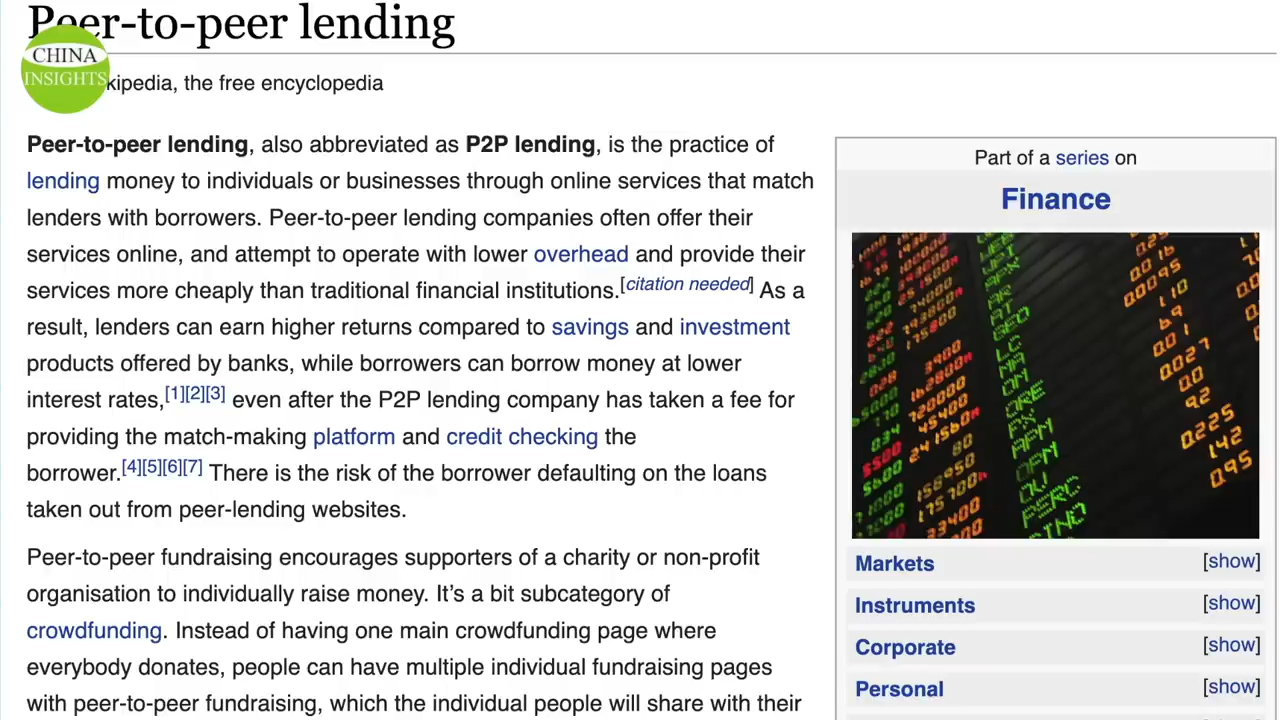 Peer-to-peer lending
CHINA
INSIGHTS
kipedia, the free encyclopedia
Peer-to-peer lending, also abbreviated as P2P lending, is the practice of
lending money to individuals or businesses through online services that match
lenders with borrowers. Peer-to-peer lending companies often offer their
services online, and attempt to operate with lower overhead and provide their
services more cheaply than traditional financial institutions.[citation needed] As a
result, lenders can earn higher returns compared to savings and investment
products offered by banks, while borrowers can borrow money at lower
interest rates,[1][2][3] even after the P2P lending company has taken a fee for
providing the match-making platform and credit checking the
borrower.[4][5][6][7] There is the risk of the borrower defaulting on the loans
taken out from peer-lending websites.
Peer-to-peer fundraising encourages supporters of a charity or non-profit
organisation to individually raise money. It's a bit subcategory of
crowdfunding. Instead of having one main crowdfunding page where
everybody donates, people can have multiple individual fundraising pages
with peer-to-peer fundraising, which the individual people will share with their
Part of a series on
Finance
Markets [show]
Instruments [show]
Corporate [show]
Personal [show]